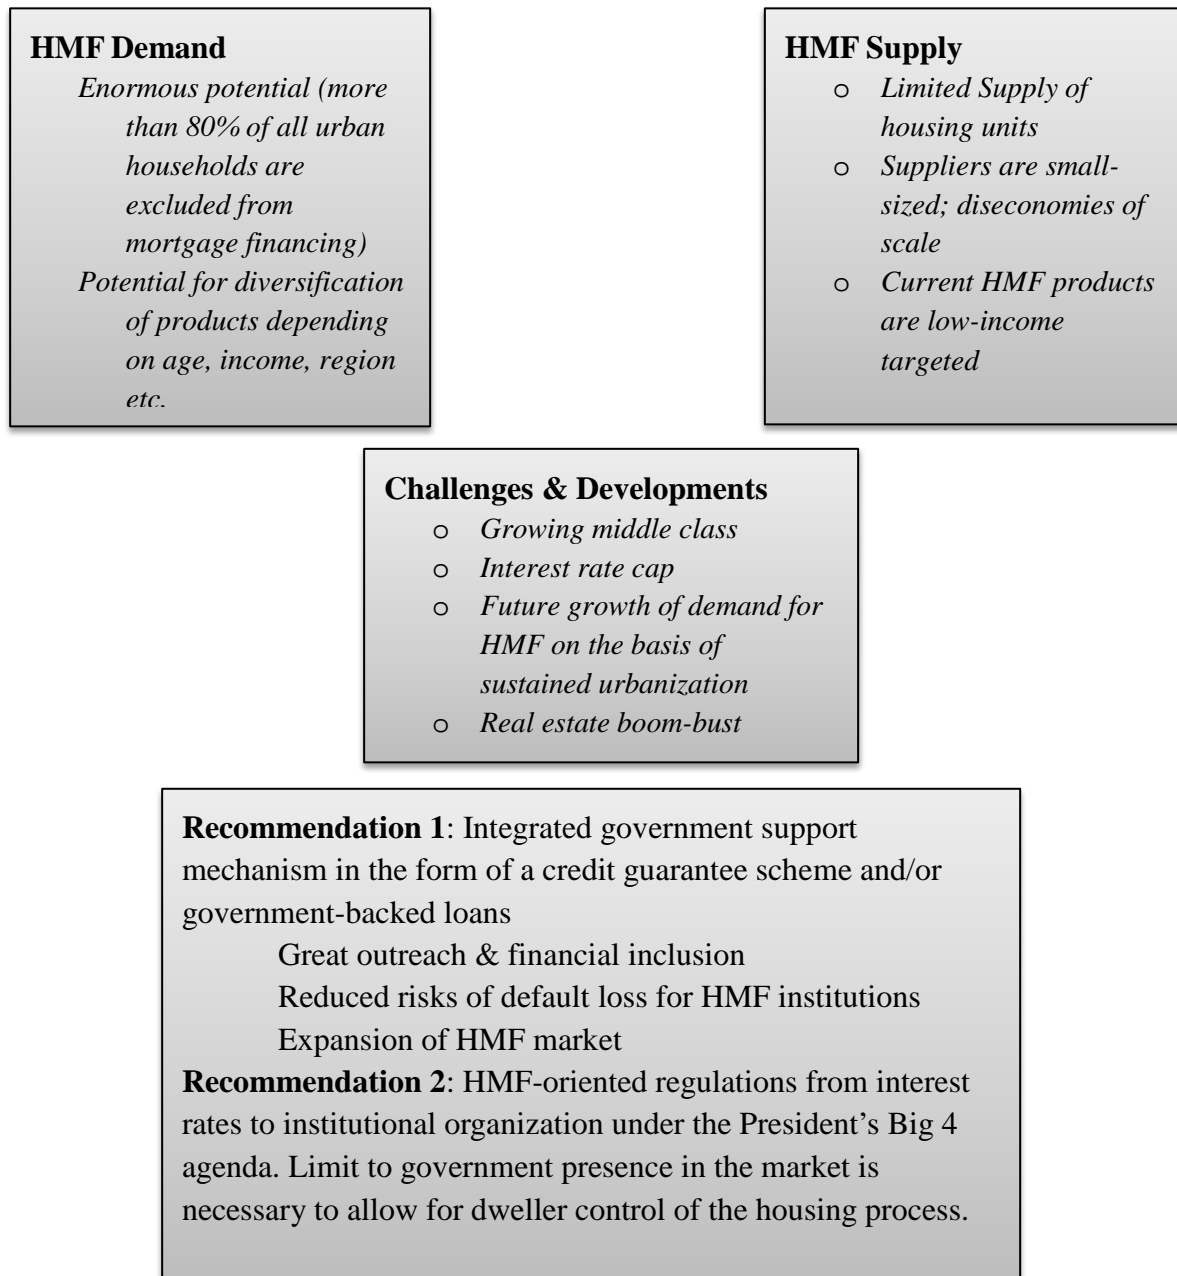 HMF Demand
Enormous potential (more
than 80% of all urban
households are
excluded from
mortgage financing)
Potential for diversification
of products depending
on age, income, region
etc.
HMF Supply
o Limited Supply of
housing units
o Suppliers are small-
sized; diseconomies of
scale
o Current HMF products
are low-income
targeted
Challenges & Developments
o Growing middle class
o Interest rate cap
o Future growth of demand for
HMF on the basis of
sustained urbanization
o Real estate boom-bust
Recommendation 1: Integrated government support
mechanism in the form of a credit guarantee scheme and/or
government-backed loans
Great outreach & financial inclusion
Reduced risks of default loss for HMF institutions
Expansion of HMF market
Recommendation 2: HMF-oriented regulations from interest
rates to institutional organization under the President’s Big 4
agenda. Limit to government presence in the market is
necessary to allow for dweller control of the housing process.